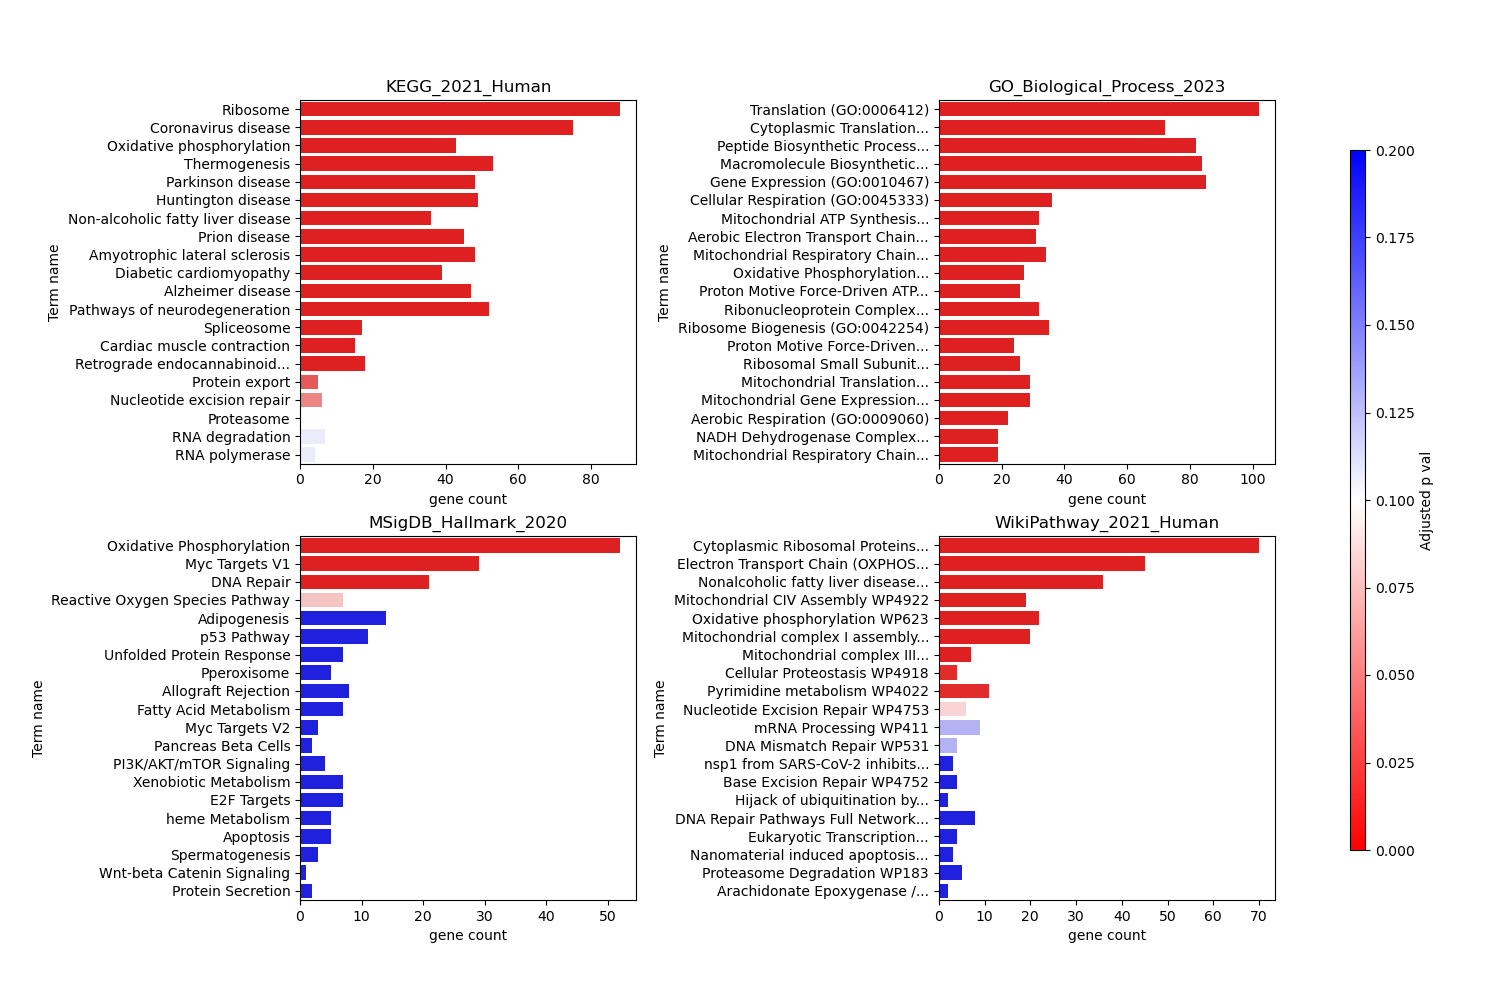 KEGG_2021_Human
Term name
Ribosome
Coronavirus disease
Oxidative phosphorylation
Thermogenesis
Parkinson disease
Huntington disease
Non-alcoholic fatty liver disease
Prion disease
Amyotrophic lateral sclerosis
Diabetic cardiomyopathy
Alzheimer disease
Pathways of neurodegeneration
Spliceosome
Cardiac muscle contraction
Retrograde endocannabinoid...
Protein export
Nucleotide excision repair
Proteasome
RNA degradation
RNA polymerase
0 20 40 60 80
gene count
GO_Biological_Process_2023
Term name
Translation (GO:0006412)
Cytoplasmic Translation...
Peptide Biosynthetic Process...
Macromolecule Biosynthetic...
Gene Expression (GO:0010467)
Cellular Respiration (GO:0045333)
Mitochondrial ATP Synthesis...
Aerobic Electron Transport Chain...
Mitochondrial Respiratory Chain...
Oxidative Phosphorylation...
Proton Motive Force-Driven ATP...
Ribonucleoprotein Complex...
Ribosome Biogenesis (GO:0042254)
Proton Motive Force-Driven...
Ribosomal Small Subunit...
Mitochondrial Translation...
Mitochondrial Gene Expression...
Aerobic Respiration (GO:0009060)
NADH Dehydrogenase Complex...
Mitochondrial Respiratory Chain...
0 20 40 60 80 100
gene count
MSigDB_Hallmark_2020
Term name
Oxidative Phosphorylation
Myc Targets V1
DNA Repair
Reactive Oxygen Species Pathway
Adipogenesis
p53 Pathway
Unfolded Protein Response
Pperoxisome
Allograft Rejection
Fatty Acid Metabolism
Myc Targets V2
Pancreas Beta Cells
PI3K/AKT/mTOR Signaling
Xenobiotic Metabolism
E2F Targets
heme Metabolism
Apoptosis
Spermatogenesis
Wnt-beta Catenin Signaling
Protein Secretion
0 10 20 30 40 50
gene count
WikiPathway_2021_Human
Term name
Cytoplasmic Ribosomal Proteins...
Electron Transport Chain (OXPHOS...
Nonalcoholic fatty liver disease...
Mitochondrial CIV Assembly WP4922
Oxidative phosphorylation WP623
Mitochondrial complex I assembly...
Mitochondrial complex III...
Cellular Proteostasis WP4918
Pyrimidine metabolism WP4022
Nucleotide Excision Repair WP4753
mRNA Processing WP411
DNA Mismatch Repair WP531
nsp1 from SARS-CoV-2 inhibits...
Base Excision Repair WP4752
Hijack of ubiquitination by...
DNA Repair Pathways Full Network...
Eukaryotic Transcription...
Nanomaterial induced apoptosis...
Proteasome Degradation WP183
Arachidonate Epoxygenase /...
0 10 20 30 40 50 60 70
gene count
0.200
0.175
0.150
0.125
0.100
0.075
0.050
0.025
0.000
Adjusted p val